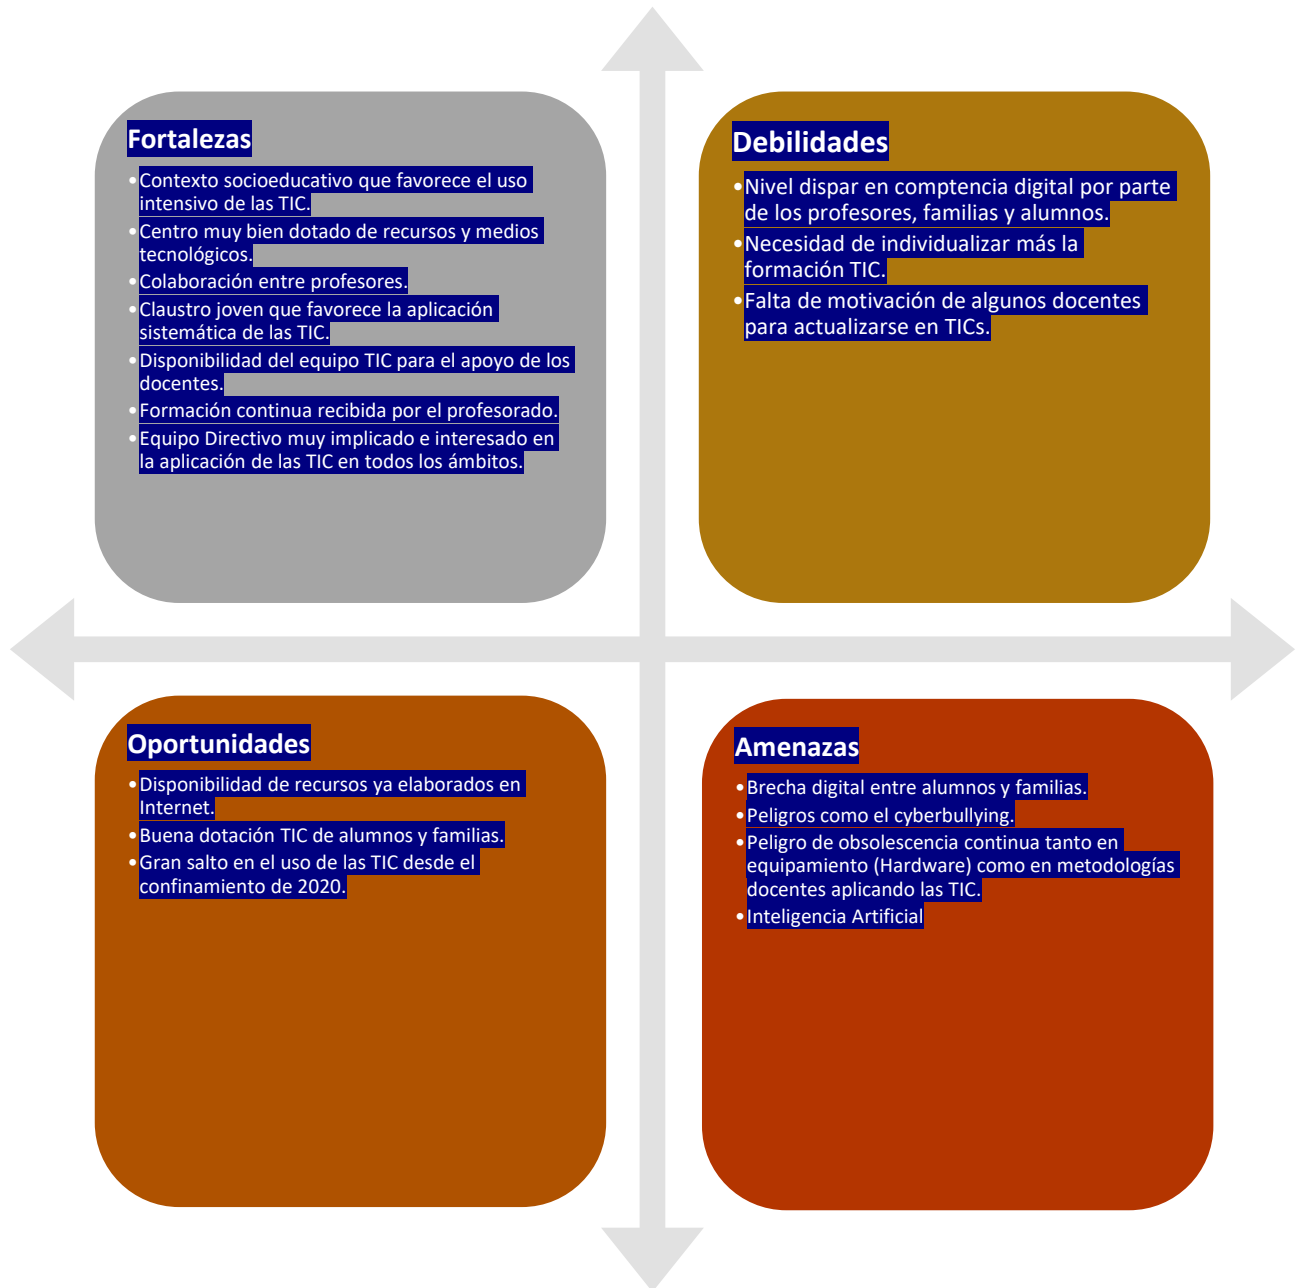 Fortalezas
•Contexto socioeducativo que favorece el uso
intensivo de las TIC.
•Centro muy bien dotado de recursos y medios
tecnológicos.
•Colaboración entre profesores.
•Claustro joven que favorece la aplicación
sistemática de las TIC.
•Disponibilidad del equipo TIC para el apoyo de los
docentes.
•Formación continua recibida por el profesorado.
•Equipo Directivo muy implicado e interesado en
la aplicación de las TIC en todos los ámbitos.
Debilidades
•Nivel dispar en comptencia digital por parte
de los profesores, familias y alumnos.
•Necesidad de individualizar más la
formación TIC.
•Falta de motivación de algunos docentes
para actualizarse en TICs.
Oportunidades
•Disponibilidad de recursos ya elaborados en
Internet.
•Buena dotación TIC de alumnos y familias.
•Gran salto en el uso de las TIC desde el
confinamiento de 2020.
Amenazas
•Brecha digital entre alumnos y familias.
•Peligros como el cyberbullying.
•Peligro de obsolescencia continua tanto en
equipamiento (Hardware) como en metodologías
docentes aplicando las TIC.
•Inteligencia Artificial